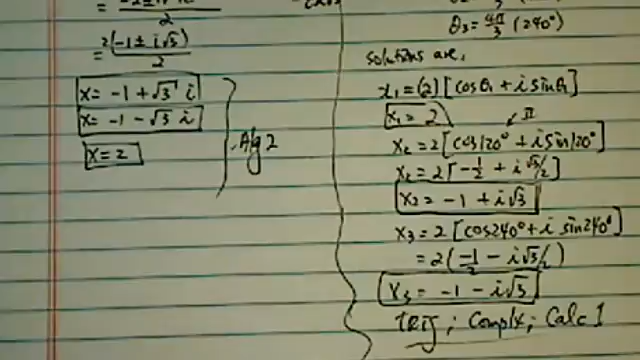 2
= 2(-1 ± i√3)
2
x = -1 + √3 i
x = -1 - √3 i
x = 2
Alg 2
θ₃ = 4π/3 (240°)
solutions are,
x₁ = (2) [cos θ₁ + i sin θ₁]
x₁ = 2
x₂ = 2 [cos 120° + i sin 120°]
x₂ = 2 [-1/2 + i √3/2]
x₂ = -1 + i√3
x₃ = 2 [cos 240° + i sin 240°]
= 2 (-1/2 - i √3/2)
x₃ = -1 - i√3
Trig ; Complx ; Calc 1